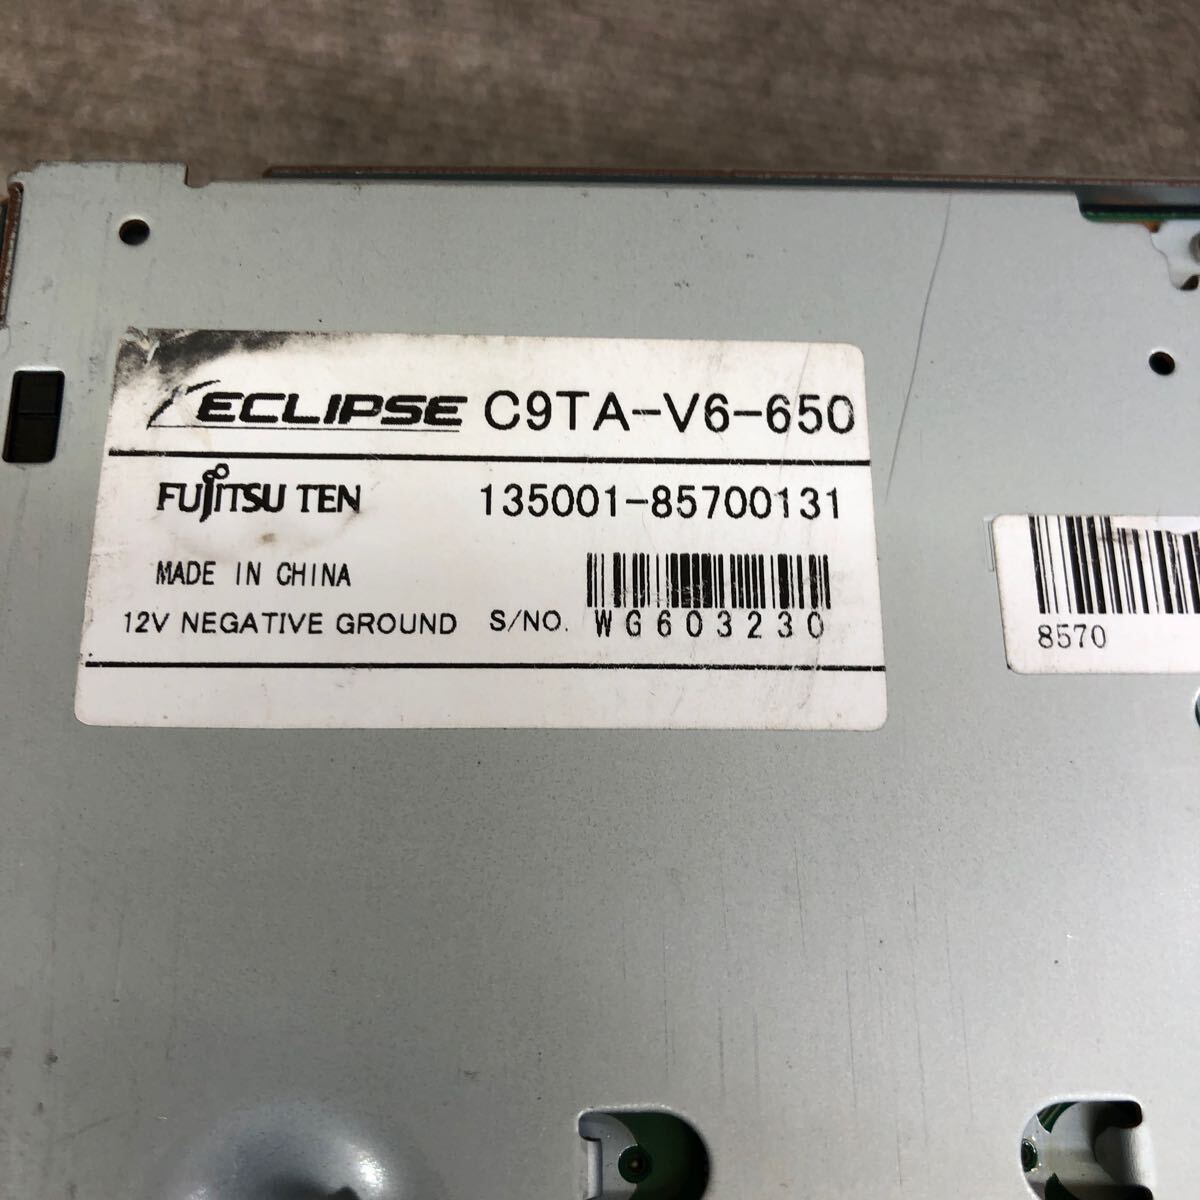 ECLIPSE C9TA-V6-650
FUJITSU TEN 135001-85700131
MADE IN CHINA
12V NEGATIVE GROUND S/NO. WG603230
8570